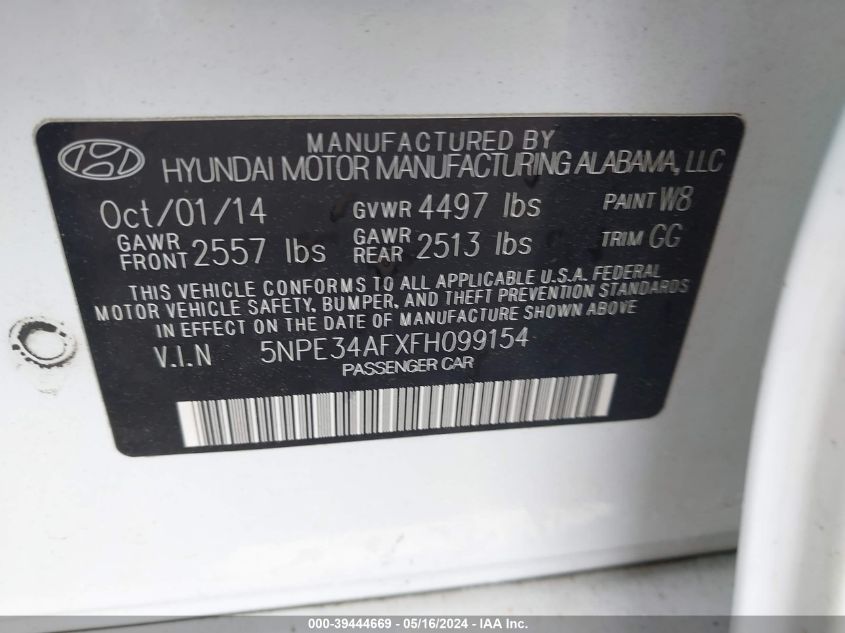 MANUFACTURED BY
HYUNDAI MOTOR MANUFACTURING ALABAMA, LLC
Oct/01/14 GVWR 4497 lbs PAINT W8
GAWR FRONT 2557 lbs GAWR REAR 2513 lbs TRIM GG
THIS VEHICLE CONFORMS TO ALL APPLICABLE U.S.A. FEDERAL
MOTOR VEHICLE SAFETY, BUMPER, AND THEFT PREVENTION STANDARDS
IN EFFECT ON THE DATE OF MANUFACTURE SHOWN ABOVE
V.I.N 5NPE34AFXFH099154
PASSENGER CAR
000-39444669 - 05/16/2024 - IAA Inc.